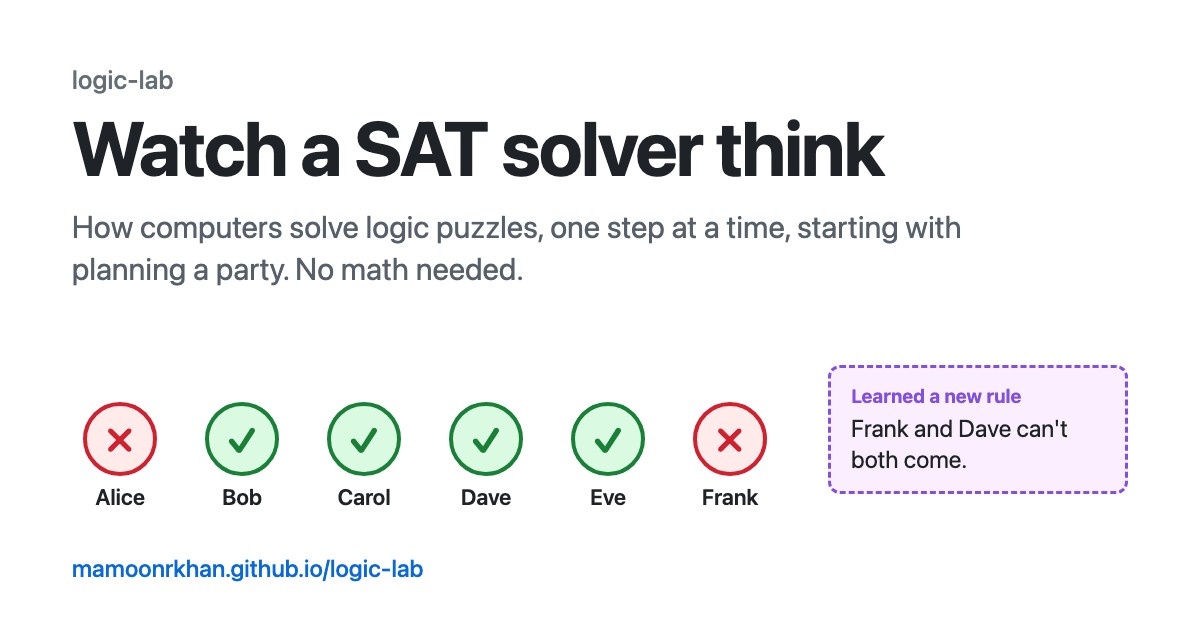 logic-lab
Watch a SAT solver think
How computers solve logic puzzles, one step at a time, starting with
planning a party. No math needed.
Learned a new rule
Frank and Dave can't
both come.
Alice
Bob
Carol
Dave
Eve
Frank
mamoonrkhan.github.io/logic-lab